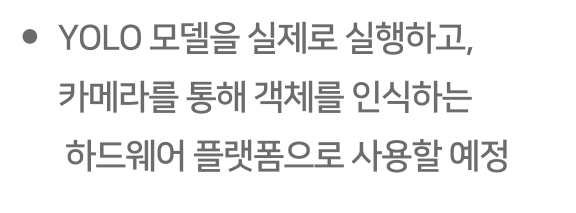 • YOLO 모델을 실제로 실행하고,
카메라를 통해 객체를 인식하는
하드웨어 플랫폼으로 사용할 예정